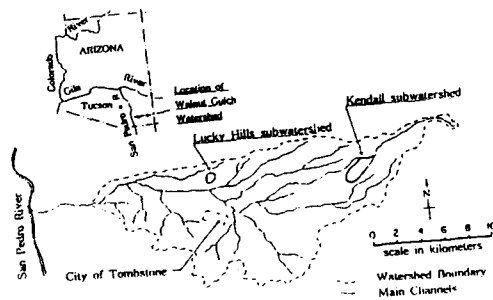 Colorado
River
ARIZONA
Gila
River
Tucson
San
Pedro
R
Location of
Walnut Gulch
Watershed
Lucky Hills subwatershed
Kendall subwatershed
San Pedro River
City of Tombstone
N
0 2 4 6 8 10
scale in kilometers
Watershed Boundary
Main Channels